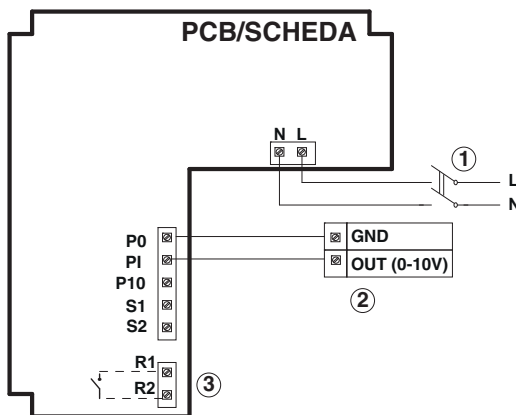 PCB/SCHEDA
N L
1
L
N
P0
GND
PI
OUT (0-10V)
P10
2
S1
S2
R1
R2
3